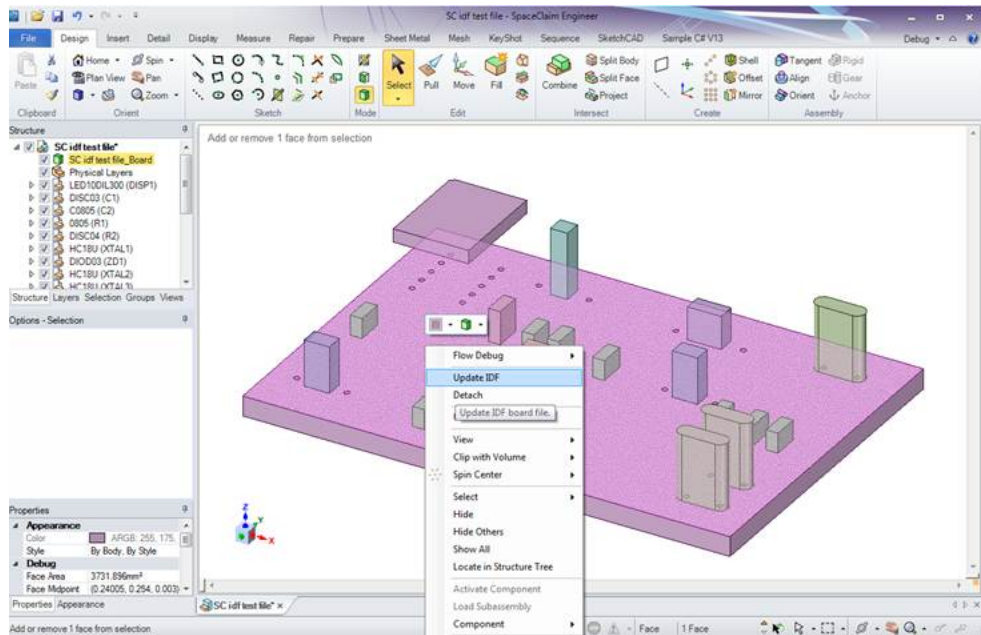 SC idf test file - SpaceClaim Engineer
File Design Insert Detail Display Measure Repair Prepare Sheet Metal Mesh KeyShot Sequence SketchCAD Sample C# V13 Debug
Home Spin
Plan View Pan
Zoom
Paste
Select Pull Move Fill
Combine
Split Body
Split Face
Project
Shell
Offset
Mirror
Tangent Rigid
Align Gear
Orient Anchor
Clipboard Orient Sketch Mode Edit Intersect Create Assembly
Structure
SC idf test file*
SC idf test file_Board
Physical Layers
LED10DIL300 (DISP1)
DISC03 (C1)
C0805 (C2)
0805 (R1)
DISC04 (R2)
HC18U (XTAL1)
DIOD03 (ZD1)
HC18U (XTAL2)
HC18U (XTAL3)
Structure Layers Selection Groups Views
Options - Selection
Add or remove 1 face from selection
Flow Debug
Update IDF
Detach
Update IDF board file.
View
Clip with Volume
Spin Center
Select
Hide
Hide Others
Show All
Locate in Structure Tree
Activate Component
Load Subassembly
Component
Z
Y
X
Properties
Appearance
Color ARGB: 255, 175,
Style By Body, By Style
Debug
Face Area 3731.896mm²
Face Midpoint (0.24005, 0.254, 0.003)
Properties Appearance
SC idf test file*
Add or remove 1 face from selection
Face 1 Face